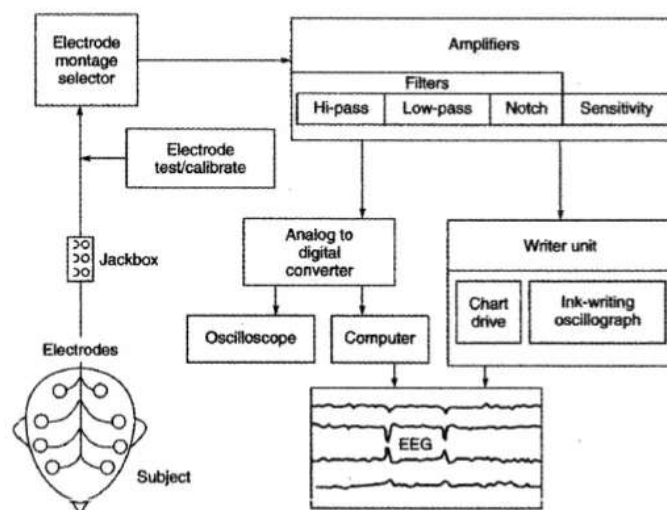 Electrode
montage
selector
Amplifiers
Filters
Hi-pass
Low-pass
Notch
Sensitivity
Electrode
test/calibrate
Jackbox
Analog to
digital
converter
Writer unit
Chart
drive
Ink-writing
oscillograph
Oscilloscope
Computer
Electrodes
EEG
Subject